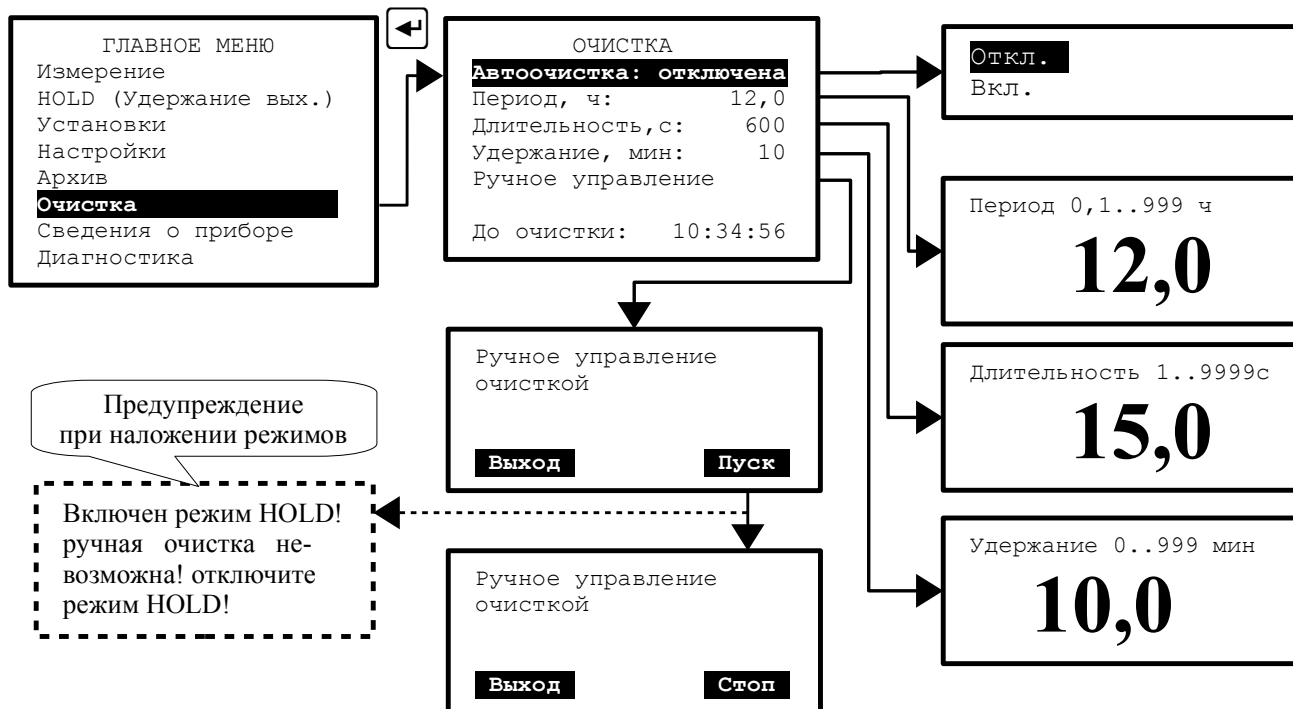 ГЛАВНОЕ МЕНЮ
Измерение
HOLD (Удержание вых.)
Установки
Настройки
Архив
Очистка
Сведения о приборе
Диагностика
ОЧИСТКА
Автоочистка: отключена
Период, ч: 12,0
Длительность,с: 600
Удержание, мин: 10
Ручное управление
До очистки: 10:34:56
Откл.
Вкл.
Период 0,1..999 ч
12,0
Длительность 1..9999с
15,0
Удержание 0..999 мин
10,0
Ручное управление
очисткой
Выход Пуск
Предупреждение
при наложении режимов
Включен режим HOLD!
ручная очистка не-
возможна! отключите
режим HOLD!
Ручное управление
очисткой
Выход Стоп